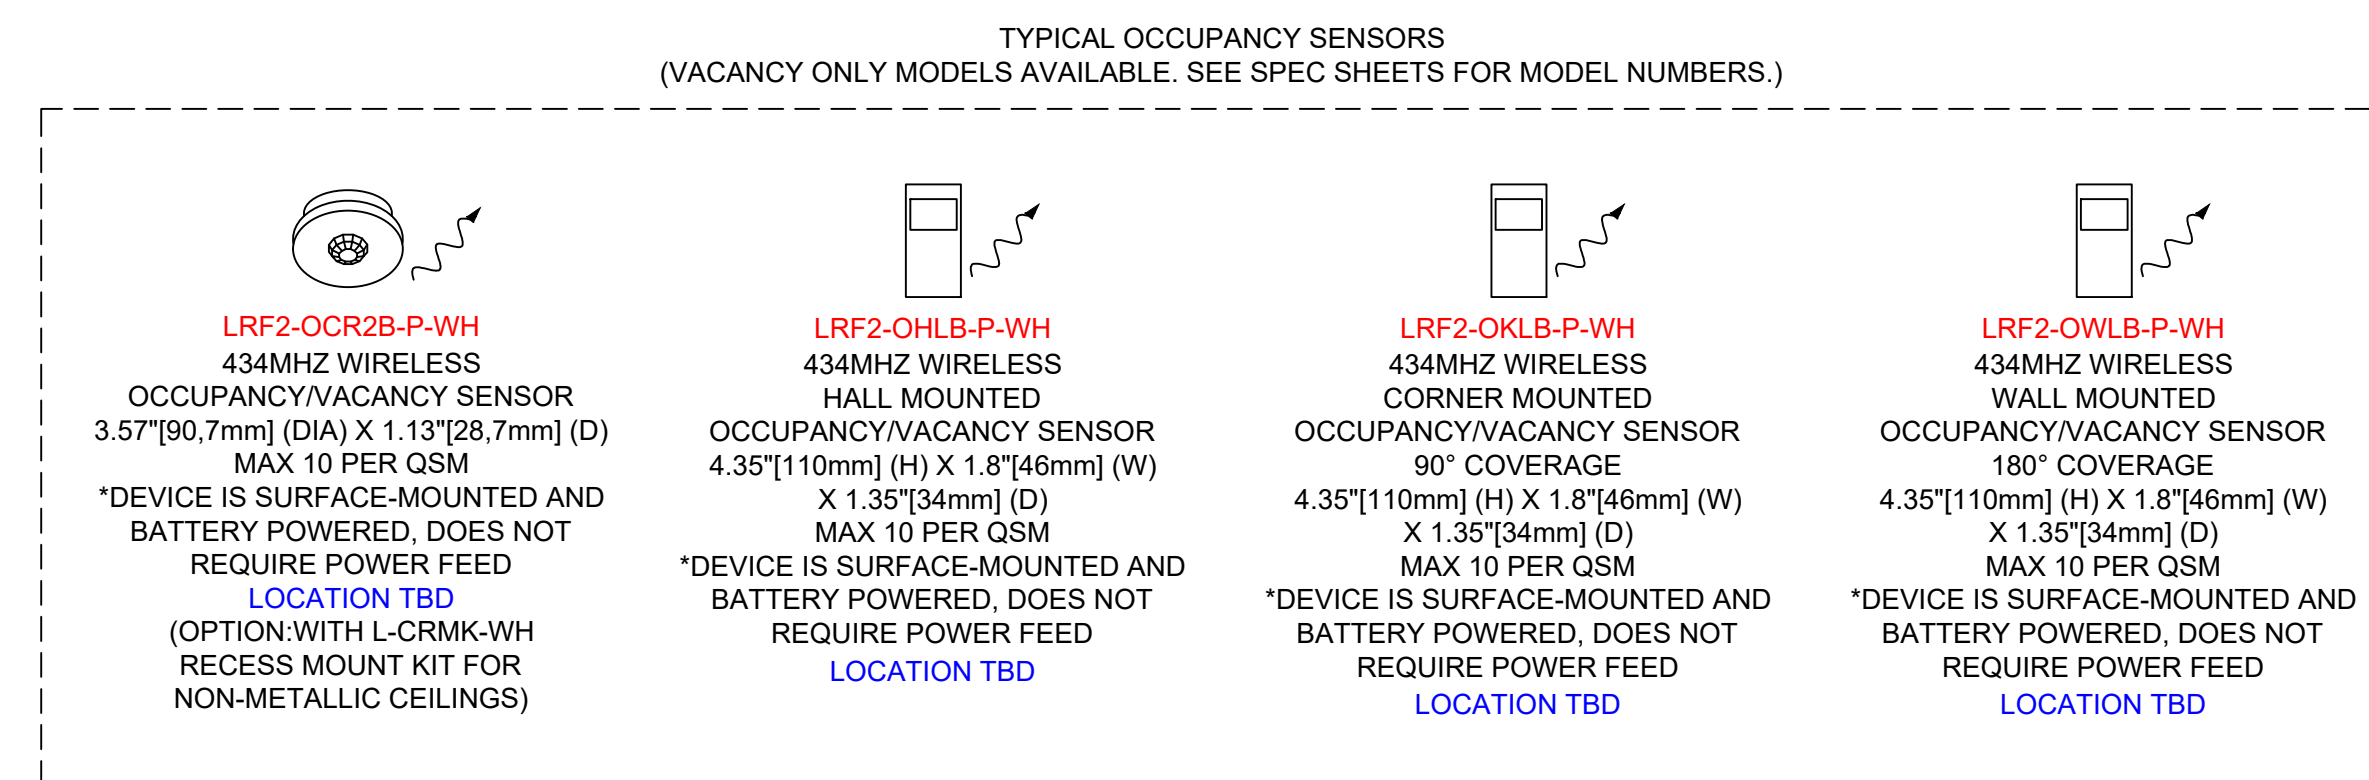 TYPICAL OCCUPANCY SENSORS
(VACANCY ONLY MODELS AVAILABLE. SEE SPEC SHEETS FOR MODEL NUMBERS.)
LRF2-OCR2B-P-WH
434MHZ WIRELESS
OCCUPANCY/VACANCY SENSOR
3.57"[90,7mm] (DIA) X 1.13"[28,7mm] (D)
MAX 10 PER QSM
*DEVICE IS SURFACE-MOUNTED AND
BATTERY POWERED, DOES NOT
REQUIRE POWER FEED
LOCATION TBD
(OPTION:WITH L-CRMK-WH
RECESS MOUNT KIT FOR
NON-METALLIC CEILINGS)
LRF2-OHLB-P-WH
434MHZ WIRELESS
HALL MOUNTED
OCCUPANCY/VACANCY SENSOR
4.35"[110mm] (H) X 1.8"[46mm] (W)
X 1.35"[34mm] (D)
MAX 10 PER QSM
*DEVICE IS SURFACE-MOUNTED AND
BATTERY POWERED, DOES NOT
REQUIRE POWER FEED
LOCATION TBD
LRF2-OKLB-P-WH
434MHZ WIRELESS
CORNER MOUNTED
OCCUPANCY/VACANCY SENSOR
90° COVERAGE
4.35"[110mm] (H) X 1.8"[46mm] (W)
X 1.35"[34mm] (D)
MAX 10 PER QSM
*DEVICE IS SURFACE-MOUNTED AND
BATTERY POWERED, DOES NOT
REQUIRE POWER FEED
LOCATION TBD
LRF2-OWLB-P-WH
434MHZ WIRELESS
WALL MOUNTED
OCCUPANCY/VACANCY SENSOR
180° COVERAGE
4.35"[110mm] (H) X 1.8"[46mm] (W)
X 1.35"[34mm] (D)
MAX 10 PER QSM
*DEVICE IS SURFACE-MOUNTED AND
BATTERY POWERED, DOES NOT
REQUIRE POWER FEED
LOCATION TBD